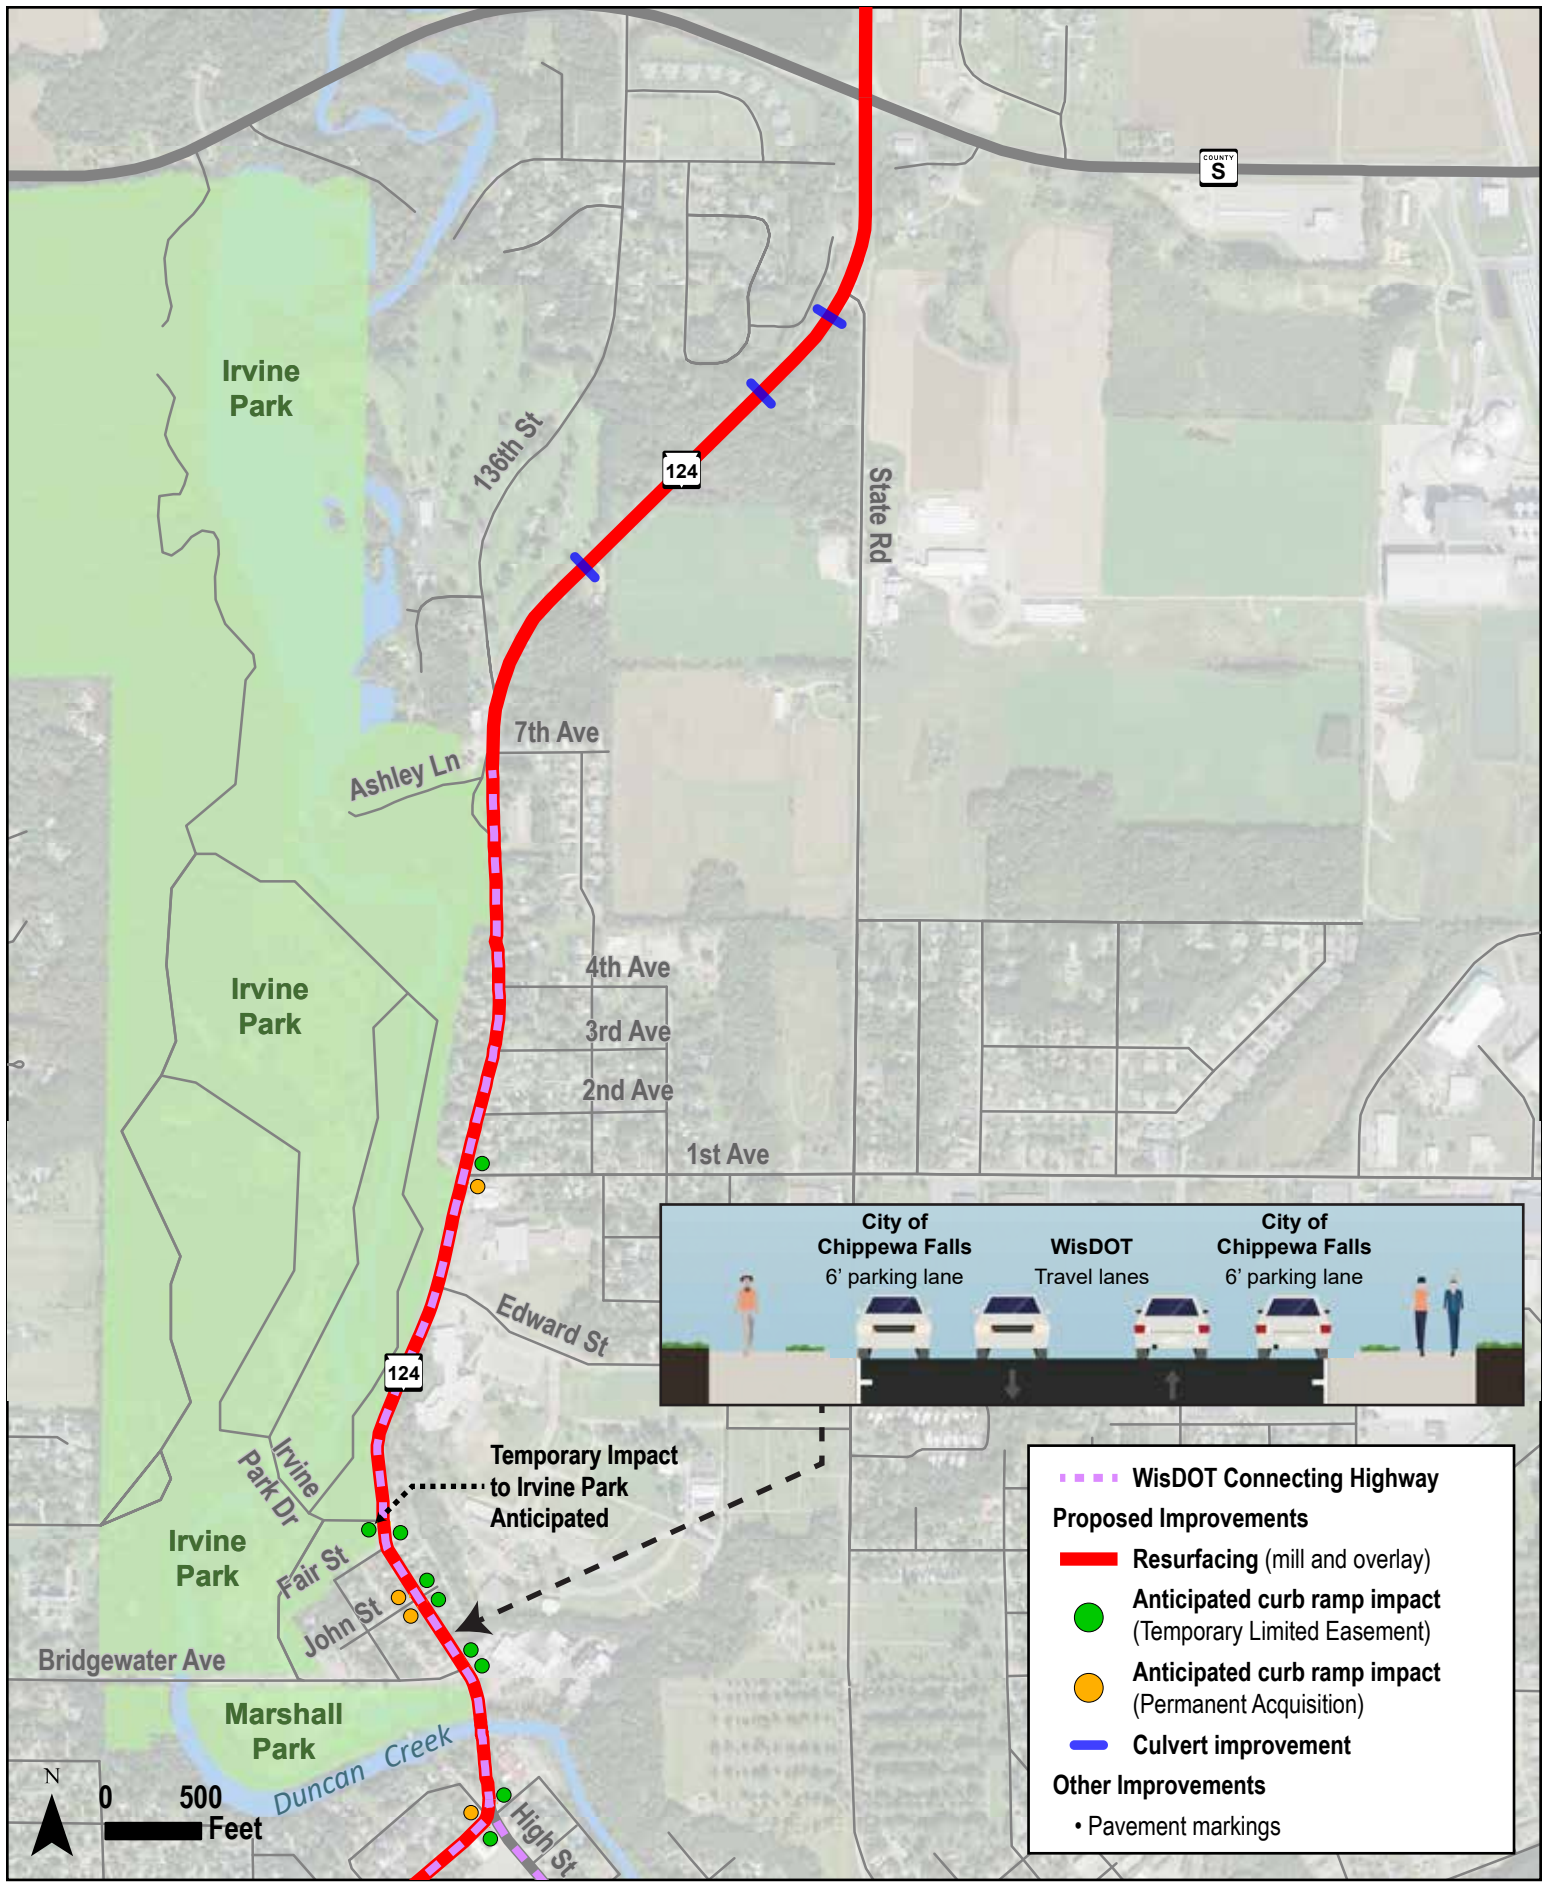 COUNTY
S
Irvine
Park
136th St
124
State Rd
7th Ave
Ashley Ln
4th Ave
Irvine
Park
3rd Ave
2nd Ave
1st Ave
City of
Chippewa Falls
6’ parking lane
WisDOT
Travel lanes
City of
Chippewa Falls
6’ parking lane
Edward St
124
Temporary Impact
to Irvine Park
Anticipated
Irvine
Park Dr
Irvine
Park
Fair St
John St
Bridgewater Ave
Marshall
Park
Duncan Creek
High St
N
0 500
Feet
WisDOT Connecting Highway
Proposed Improvements
Resurfacing (mill and overlay)
Anticipated curb ramp impact
(Temporary Limited Easement)
Anticipated curb ramp impact
(Permanent Acquisition)
Culvert improvement
Other Improvements
• Pavement markings